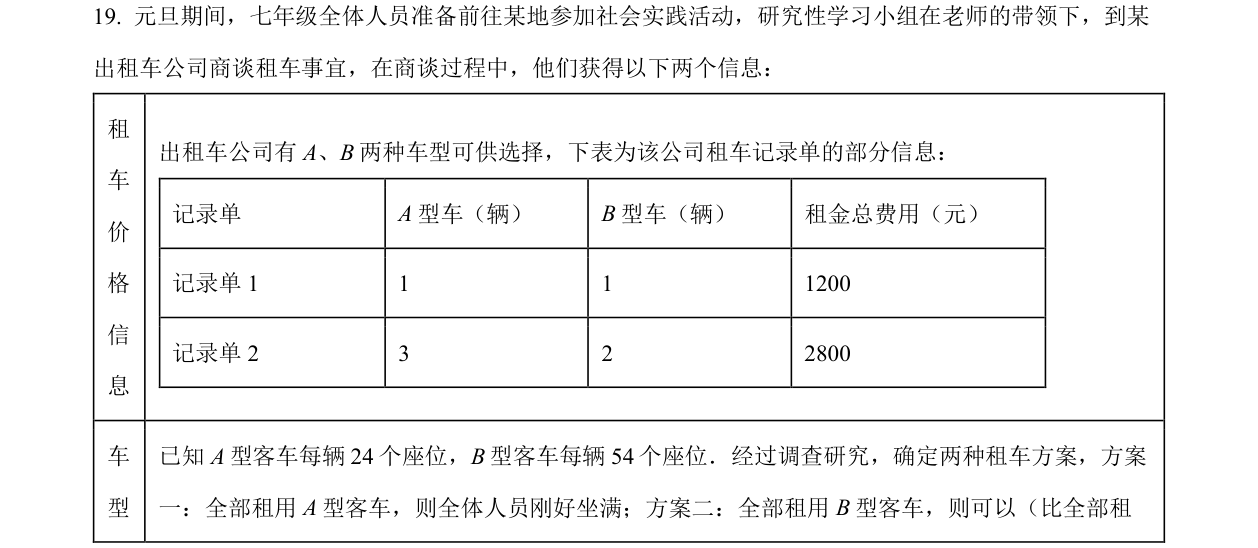 19. 元旦期间，七年级全体人员准备前往某地参加社会实践活动，研究性学习小组在老师的带领下，到某
出租车公司商谈租车事宜，在商谈过程中，他们获得以下两个信息：
租车价格信息
出租车公司有 A、B 两种车型可供选择，下表为该公司租车记录单的部分信息：
记录单 A 型车（辆） B 型车（辆） 租金总费用（元）
记录单 1 1 1 1200
记录单 2 3 2 2800
车型
已知 A 型客车每辆 24 个座位，B 型客车每辆 54 个座位．经过调查研究，确定两种租车方案，方案
一：全部租用 A 型客车，则全体人员刚好坐满；方案二：全部租用 B 型客车，则可以（比全部租